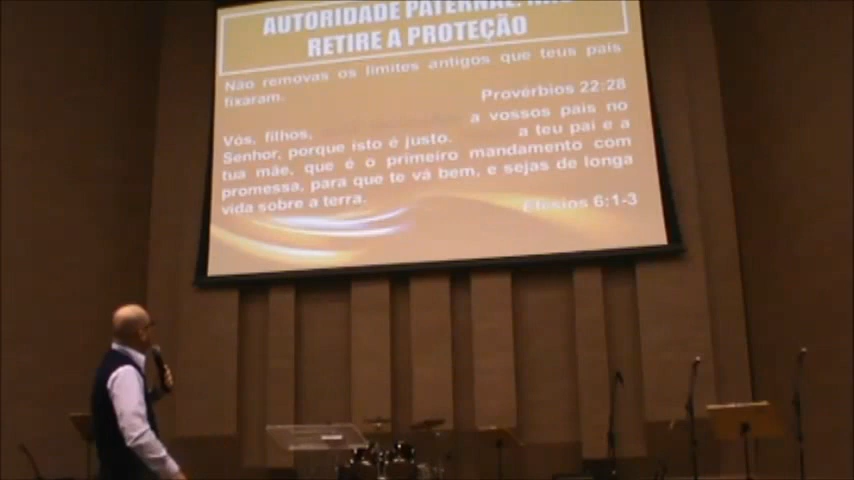 AUTORIDADE PATERNAL:
RETIRE A PROTEÇÃO
Não removas os limites antigos que teus pais
fixaram.
Provérbios 22:28
Vós, filhos, a vossos pais no
Senhor, porque isto é justo. a teu pai e a
tua mãe, que é o primeiro mandamento com
promessa, para que te vá bem, e sejas de longa
vida sobre a terra.
Efésios 6:1-3